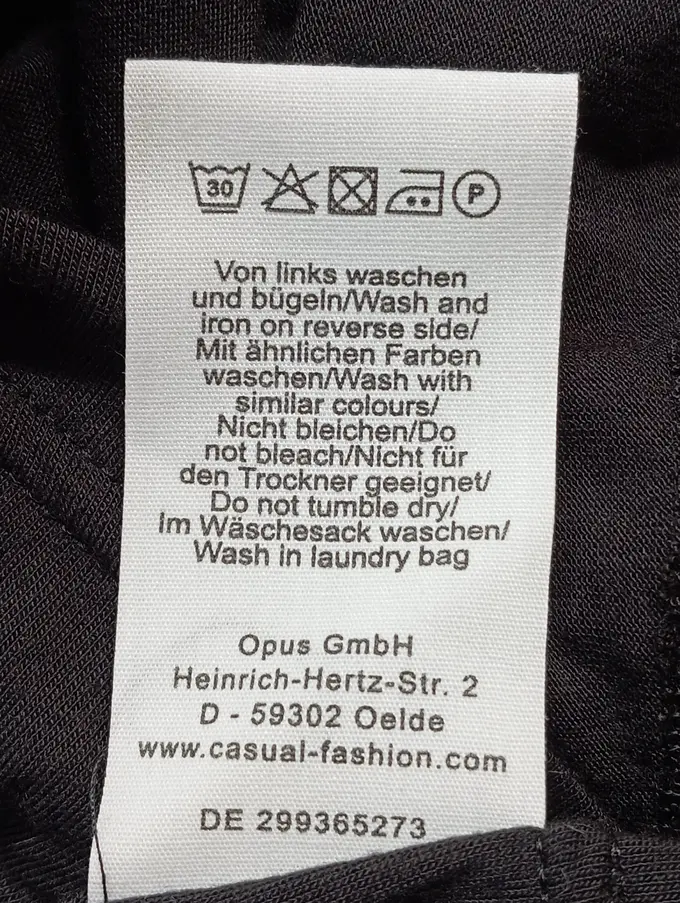 30 P
Von links waschen
und bügeln/Wash and
iron on reverse side/
Mit ähnlichen Farben
waschen/Wash with
similar colours/
Nicht bleichen/Do
not bleach/Nicht für
den Trockner geeignet/
Do not tumble dry/
Im Wäschesack waschen/
Wash in laundry bag
Opus GmbH
Heinrich-Hertz-Str. 2
D - 59302 Oelde
www.casual-fashion.com
DE 299365273